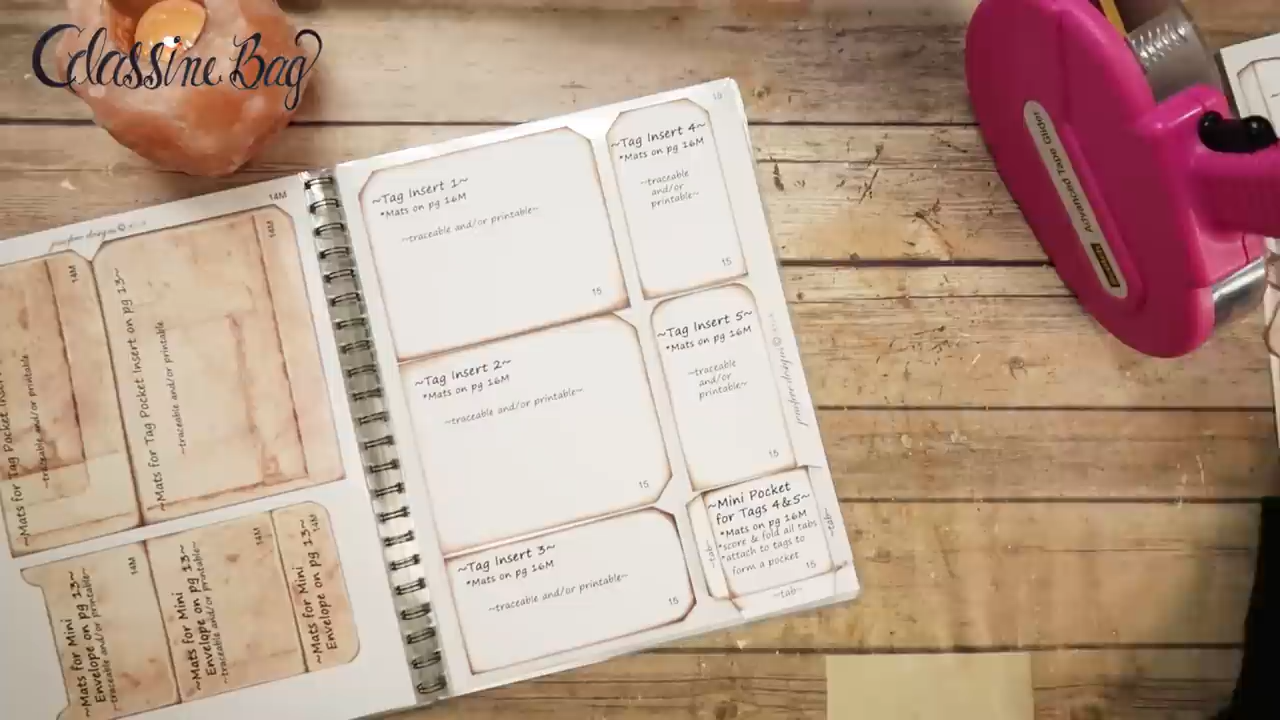 Glassine Bag
14M
14M
14M
~Mats for Tag Pocket Insert
~traceable and/or printable
~Mats for Tag Pocket Insert on pg 13~
~traceable and/or printable
14M
14M
14M
~Mats for Mini
Envelope on pg 13~
~traceable and/or printable~
~Mats for Mini
Envelope on pg 13~
~traceable and/or printable~
~Mats for Mini
Envelope on pg 13~
~Tag Insert 1~
*Mats on pg 16M
~traceable and/or printable~
15
~Tag Insert 2~
*Mats on pg 16M
~traceable and/or printable~
15
~Tag Insert 3~
*Mats on pg 16M
~traceable and/or printable~
15
~Tag Insert 4~
*Mats on pg 16M
~traceable
and/or
printable~
15
~Tag Insert 5~
*Mats on pg 16M
~traceable
and/or
printable~
15
~Mini Pocket
for Tags 4&5~
*Mats on pg 16M
*score & fold all tabs
*attach to tags to
form a pocket
15
~tab~
~tab~
~tab~
Advanced Tape Glider